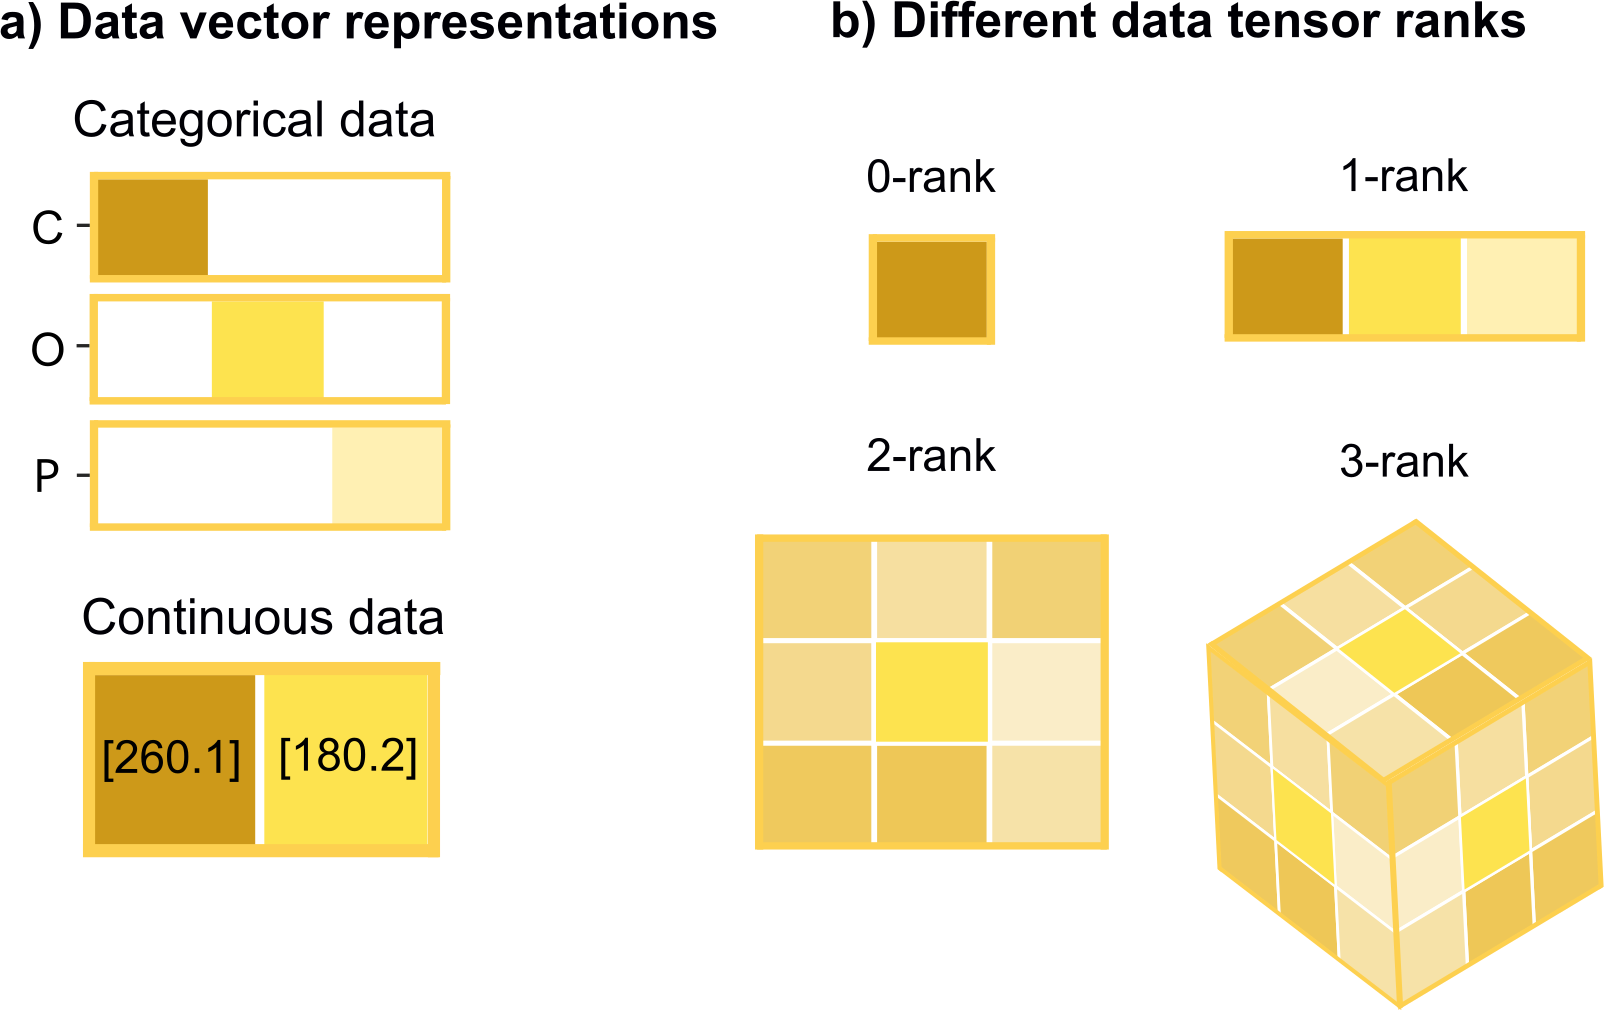 a) Data vector representations
Categorical data
C
O
P
Continuous data
[260.1] [180.2]
b) Different data tensor ranks
0-rank
1-rank
2-rank
3-rank